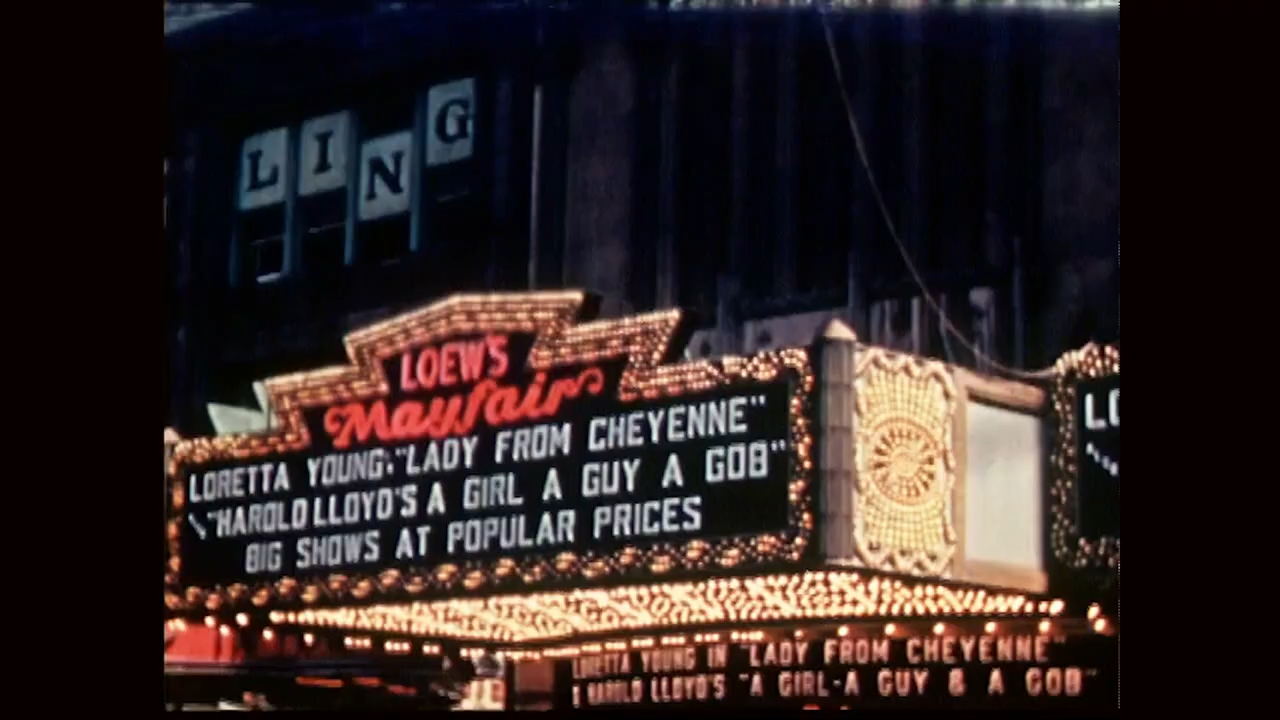 LING
LOEW'S
Mayfair
LORETTA YOUNG·"LADY FROM CHEYENNE"
\"HAROLD LLOYD'S A GIRL A GUY A GOB"
BIG SHOWS AT POPULAR PRICES
LORETTA YOUNG IN "LADY FROM CHEYENNE"
HAROLD LLOYD'S "A GIRL-A GUY & A GOB"